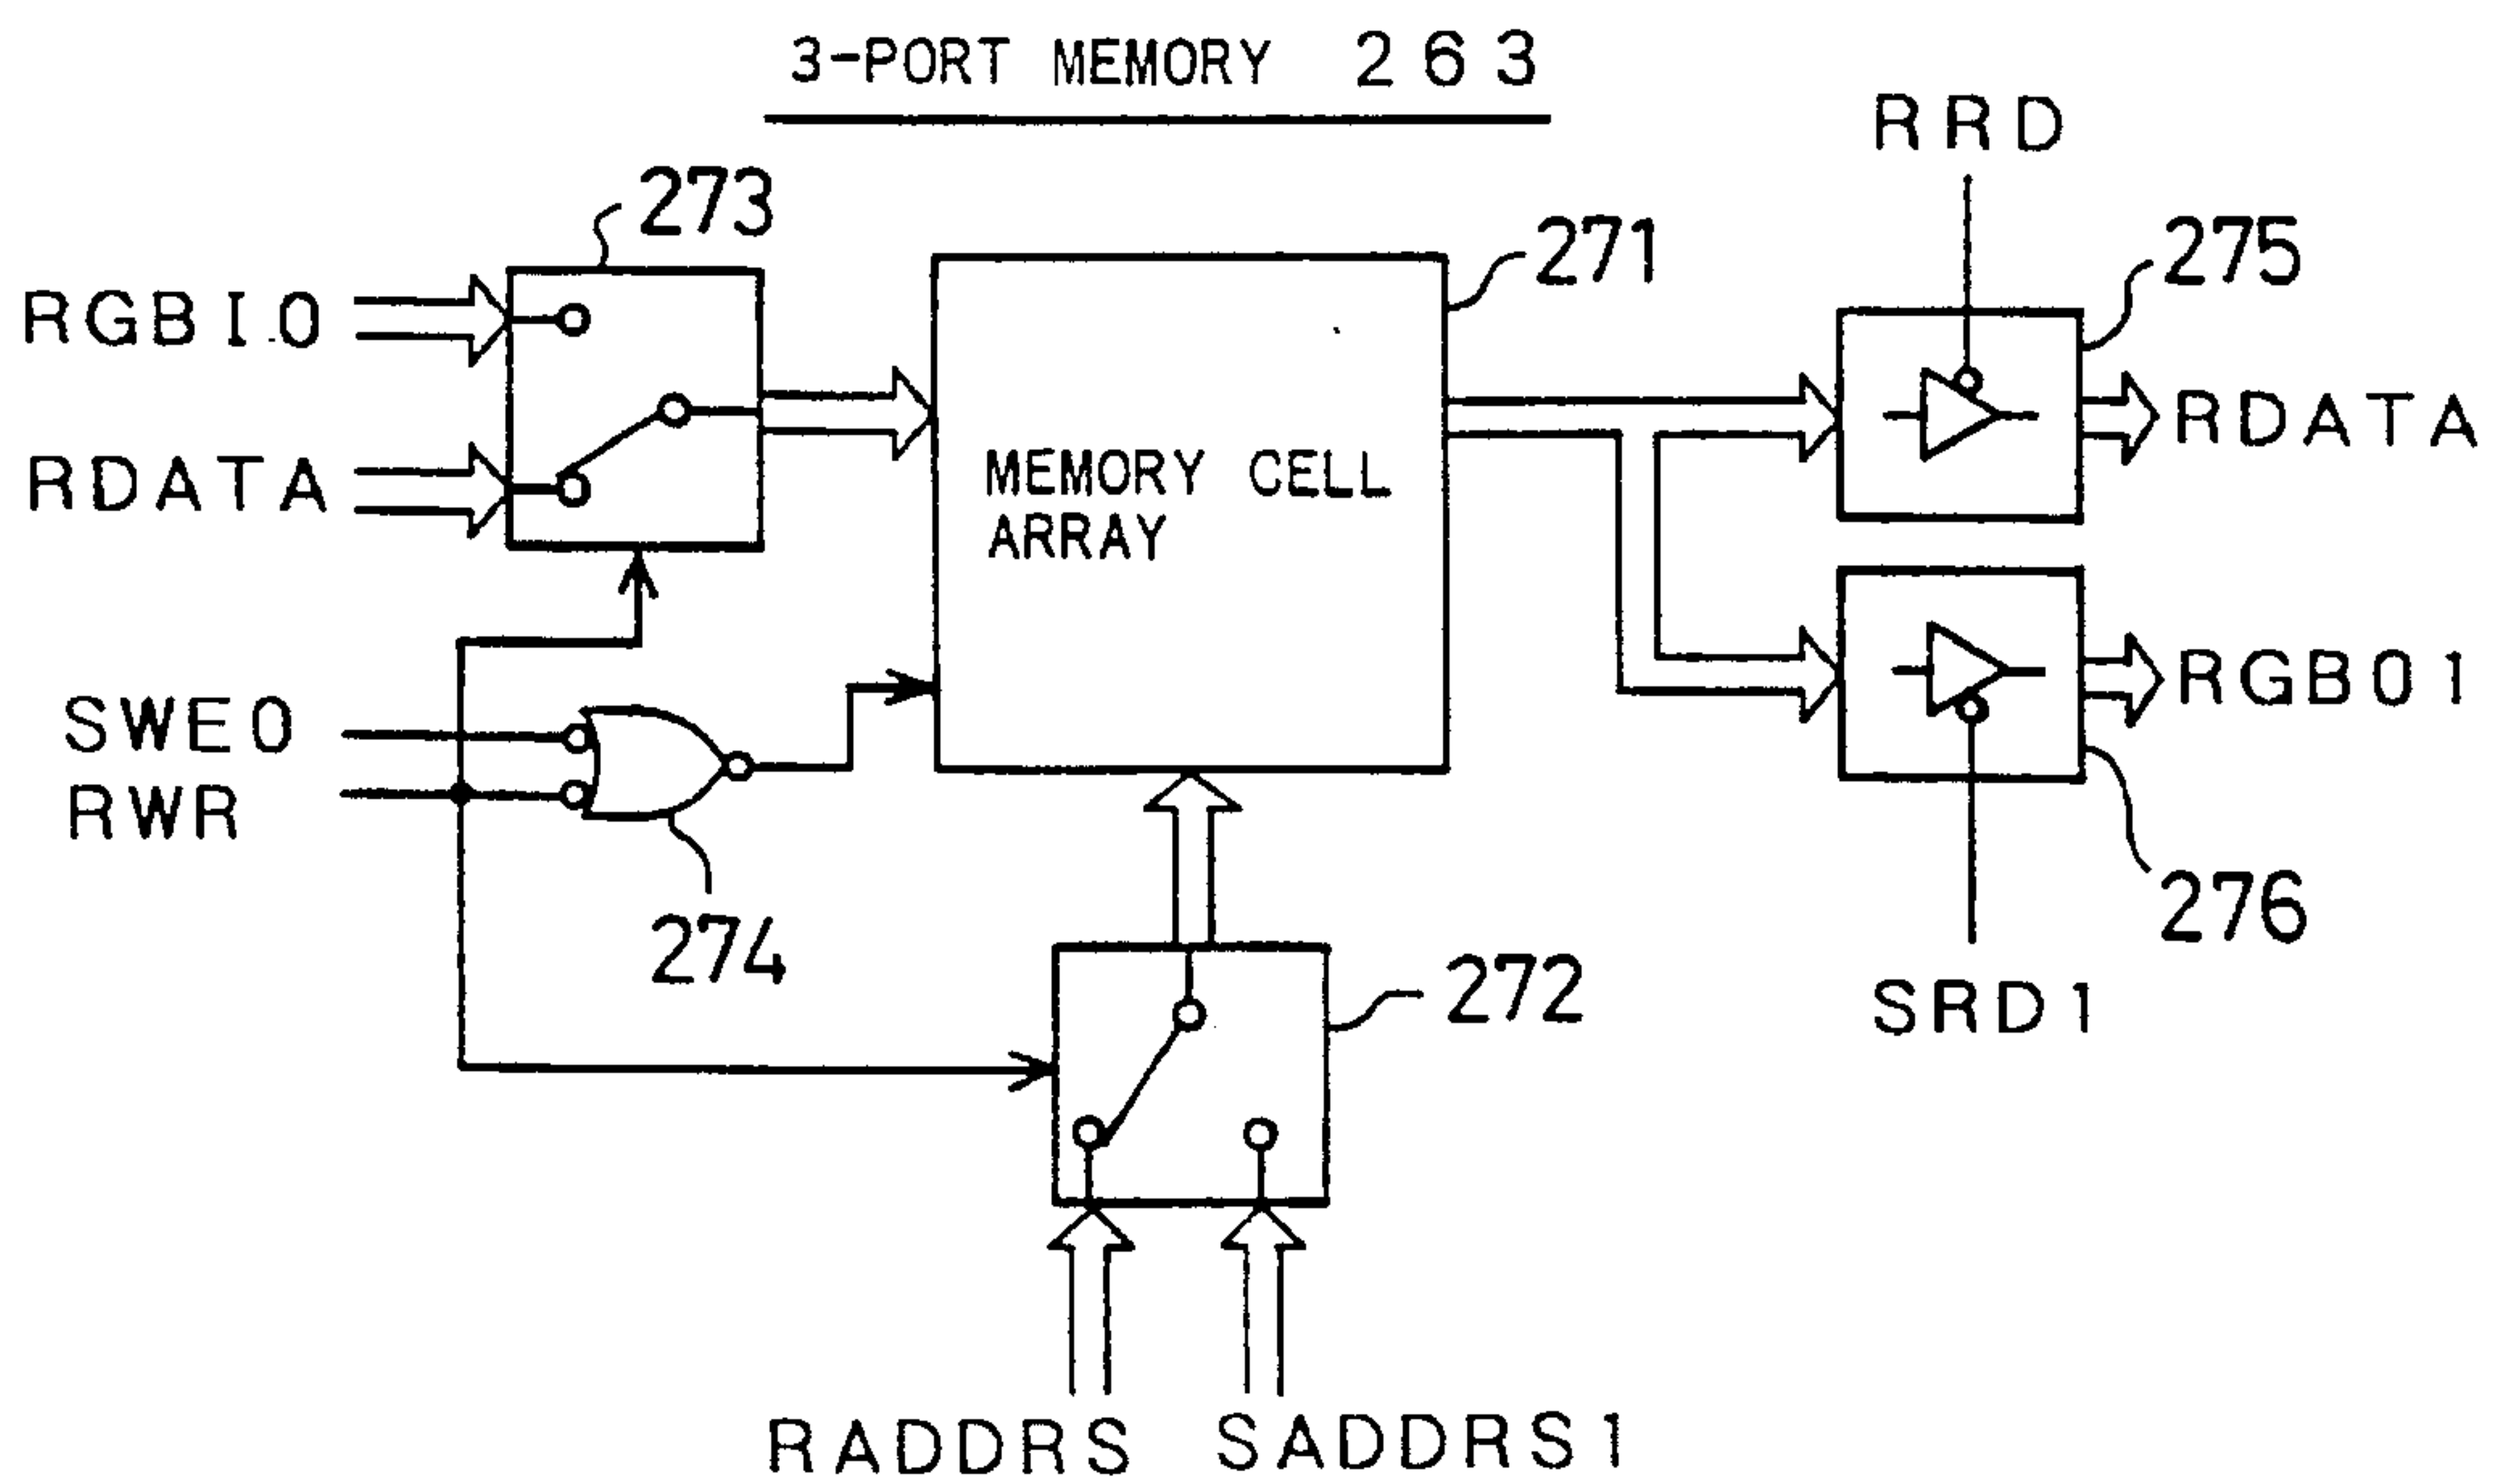 3-PORT MEMORY 263
RRD
273
271
275
RGBI0
RDATA
RDATA
MEMORY CELL
ARRAY
SWE0
RWR
RGBO1
274
276
272
SRD1
RADDRS
SADDRS1